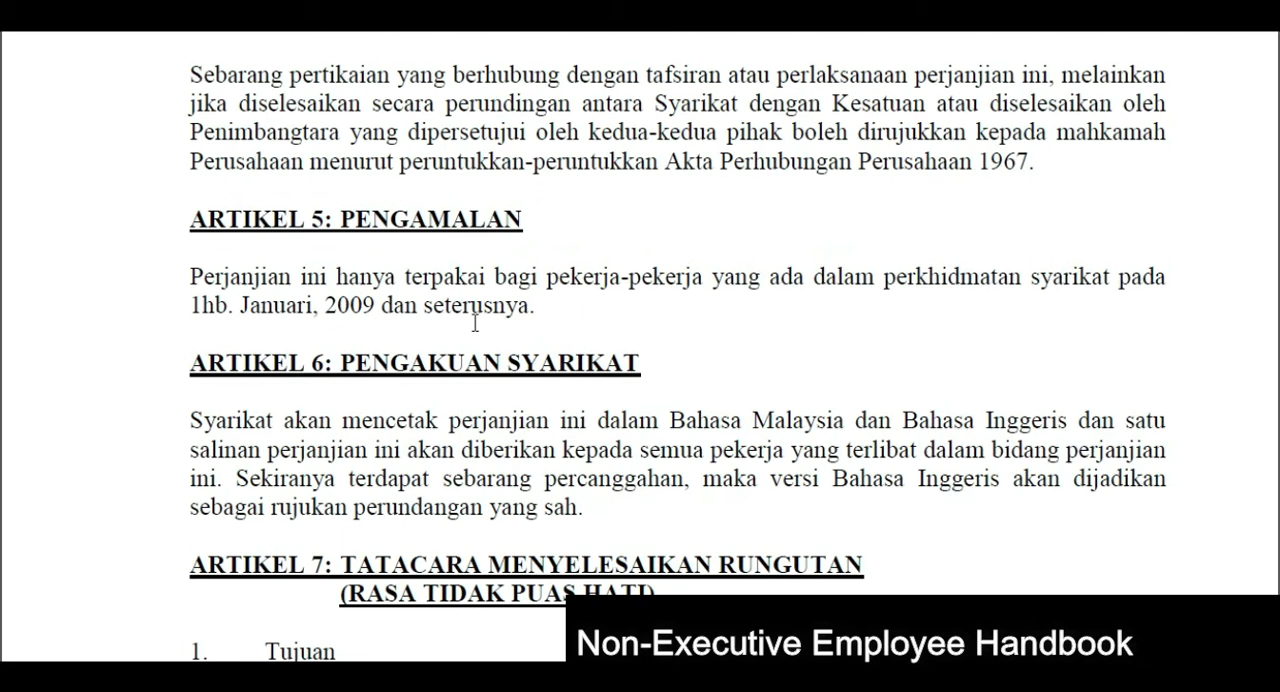 Sebarang pertikaian yang berhubung dengan tafsiran atau perlaksanaan perjanjian ini, melainkan
jika diselesaikan secara perundingan antara Syarikat dengan Kesatuan atau diselesaikan oleh
Penimbangtara yang dipersetujui oleh kedua-kedua pihak boleh dirujukkan kepada mahkamah
Perusahaan menurut peruntukkan-peruntukkan Akta Perhubungan Perusahaan 1967.
ARTIKEL 5: PENGAMALAN
Perjanjian ini hanya terpakai bagi pekerja-pekerja yang ada dalam perkhidmatan syarikat pada
1hb. Januari, 2009 dan seterusnya.
ARTIKEL 6: PENGAKUAN SYARIKAT
Syarikat akan mencetak perjanjian ini dalam Bahasa Malaysia dan Bahasa Inggeris dan satu
salinan perjanjian ini akan diberikan kepada semua pekerja yang terlibat dalam bidang perjanjian
ini. Sekiranya terdapat sebarang percanggahan, maka versi Bahasa Inggeris akan dijadikan
sebagai rujukan perundangan yang sah.
ARTIKEL 7: TATACARA MENYELESAIKAN RUNGUTAN
(RASA TIDAK PUAS HATI)
1. Tujuan
Non-Executive Employee Handbook